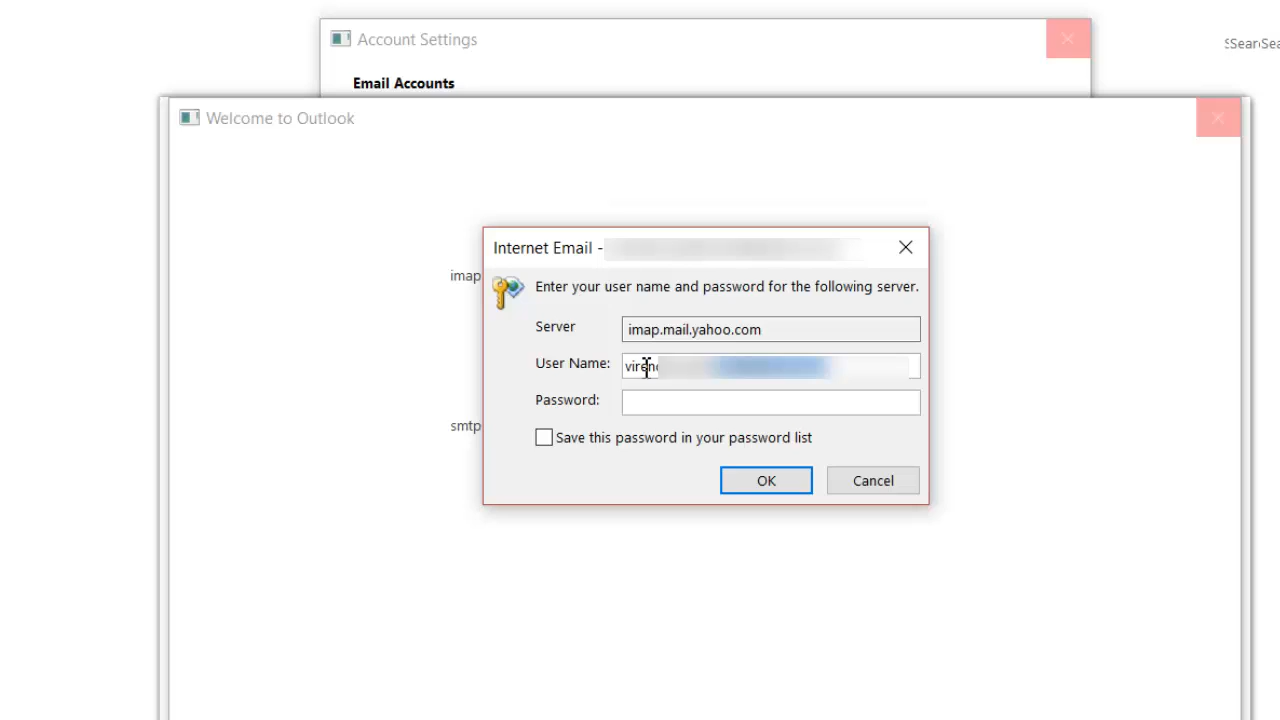 Account Settings
Email Accounts
Welcome to Outlook
Internet Email -
imap
Enter your user name and password for the following server.
Server
imap.mail.yahoo.com
User Name:
Password:
smtp
Save this password in your password list
OK
Cancel